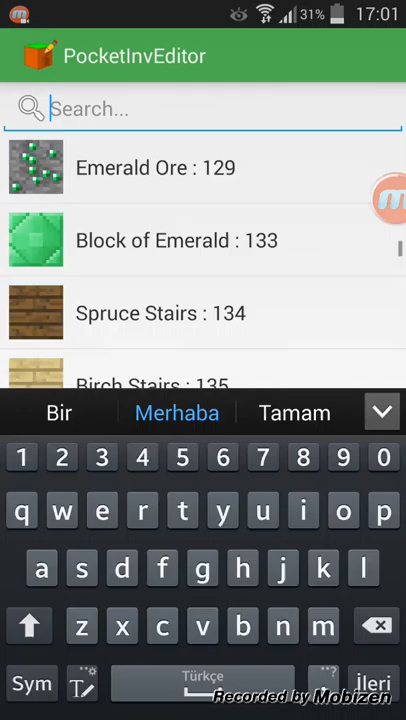 31% 17:01
PocketInvEditor
Search...
Emerald Ore : 129
Block of Emerald : 133
Spruce Stairs : 134
Birch Stairs : 135
Bir Merhaba Tamam
1 2 3 4 5 6 7 8 9 0
q w e r t y u i o p
a s d f g h j k l
z x c v b n m
Sym Türkçe İleri
Recorded by Mobizen